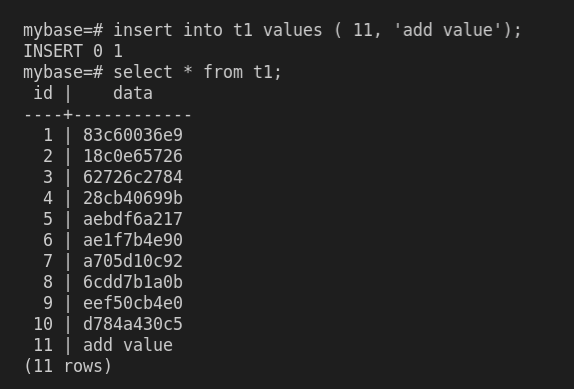 mybase=# insert into t1 values ( 11, 'add value');
INSERT 0 1
mybase=# select * from t1;
 id |    data
----+------------
  1 | 83c60036e9
  2 | 18c0e65726
  3 | 62726c2784
  4 | 28cb40699b
  5 | aebdf6a217
  6 | ae1f7b4e90
  7 | a705d10c92
  8 | 6cdd7b1a0b
  9 | eef50cb4e0
 10 | d784a430c5
 11 | add value
(11 rows)